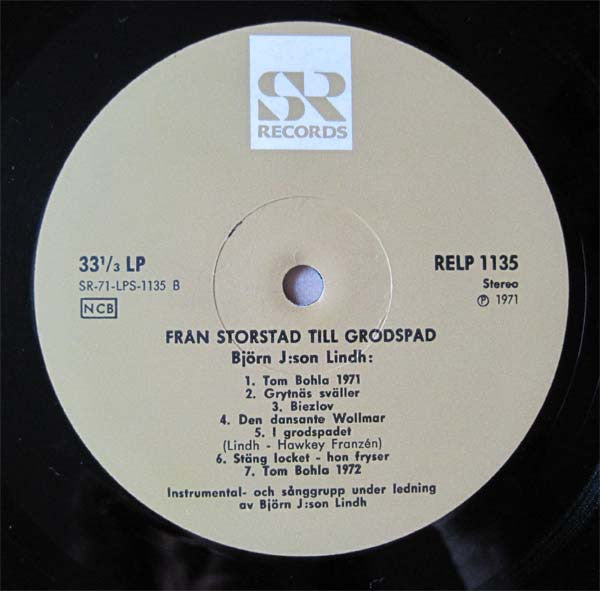 SR
RECORDS
33¹/₃ LP
SR-71-LPS-1135 B
NCB
RELP 1135
Stereo
Ⓟ 1971
FRÅN STORSTAD TILL GRODSPAD
Björn J:son Lindh:
1. Tom Bohla 1971
2. Grytnäs sväller
3. Biezlov
4. Den dansante Wollmar
5. I grodspadet
(Lindh - Hawkey Franzén)
6. Stäng locket - hon fryser
7. Tom Bohla 1972
Instrumental- och sånggrupp under ledning
av Björn J:son Lindh